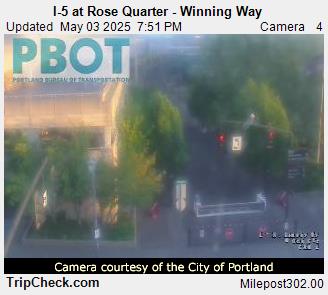 I-5 at Rose Quarter - Winning Way
Updated May 03 2025 7:51 PM Camera 4
PBOT
PORTLAND BUREAU OF TRANSPORTATION
Camera courtesy of the City of Portland
TripCheck.com Milepost302.00